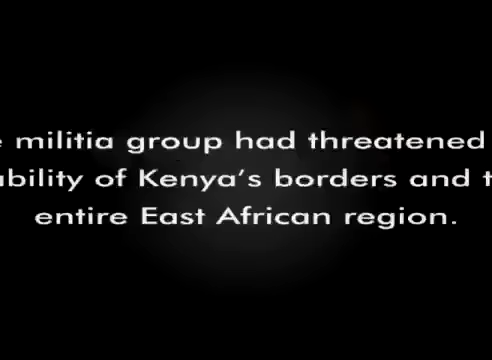 e militia group had threatened
ability of Kenya's borders and t
entire East African region.